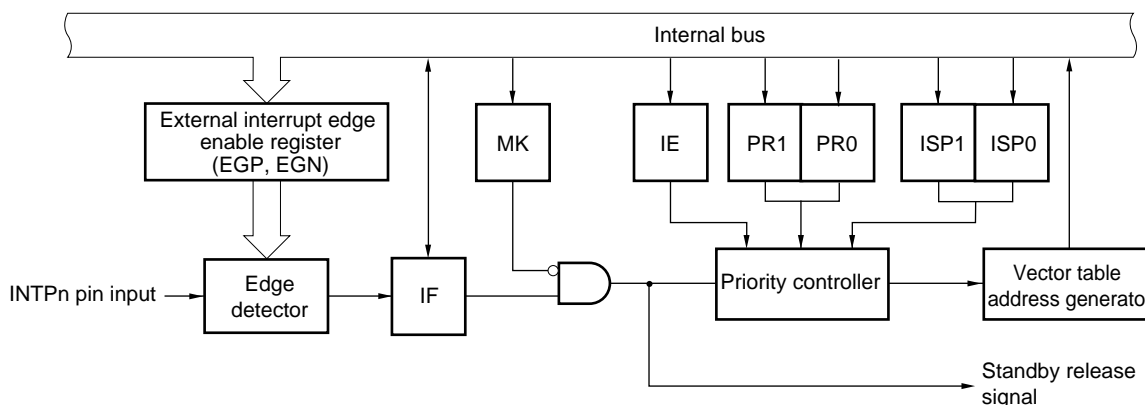 Internal bus
External interrupt edge
enable register
(EGP, EGN)
MK
IE
PR1
PR0
ISP1
ISP0
INTPn pin input
Edge
detector
IF
Priority controller
Vector table
address generato
Standby release
signal